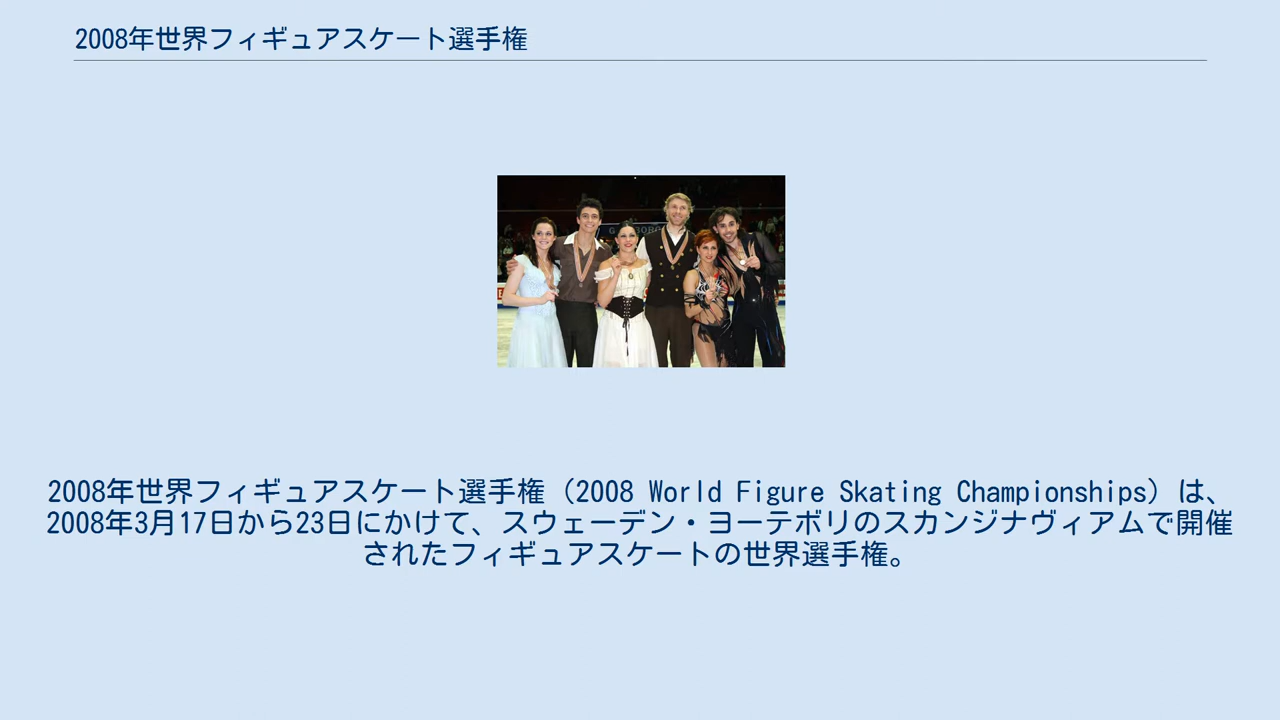 2008年世界フィギュアスケート選手権
2008年世界フィギュアスケート選手権（2008 World Figure Skating Championships）は、
2008年3月17日から23日にかけて、スウェーデン・ヨーテボリのスカンジナヴィアムで開催
されたフィギュアスケートの世界選手権。